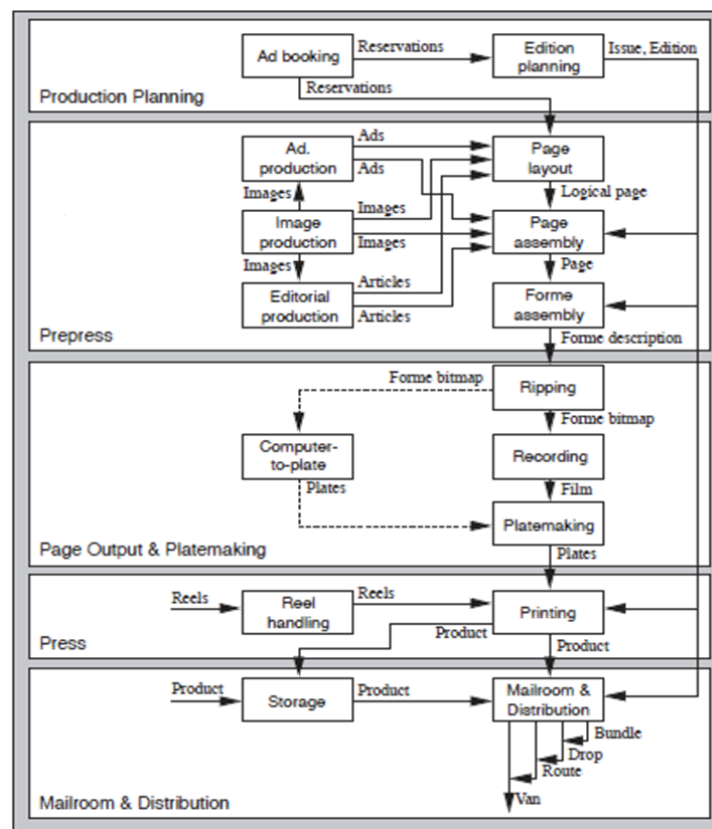 Ad booking
Reservations
Edition
planning
Issue, Edition
Reservations
Production Planning
Ad.
production
Ads
Ads
Page
layout
Images
Logical page
Image
production
Images
Images
Page
assembly
Images
Page
Editorial
production
Articles
Articles
Forme
assembly
Prepress
Forme description
Forme bitmap
Ripping
Forme bitmap
Computer-
to-plate
Recording
Plates
Film
Platemaking
Page Output & Platemaking
Plates
Reels
Reel
handling
Reels
Printing
Product
Product
Press
Product
Storage
Product
Mailroom &
Distribution
Bundle
Drop
Route
Van
Mailroom & Distribution